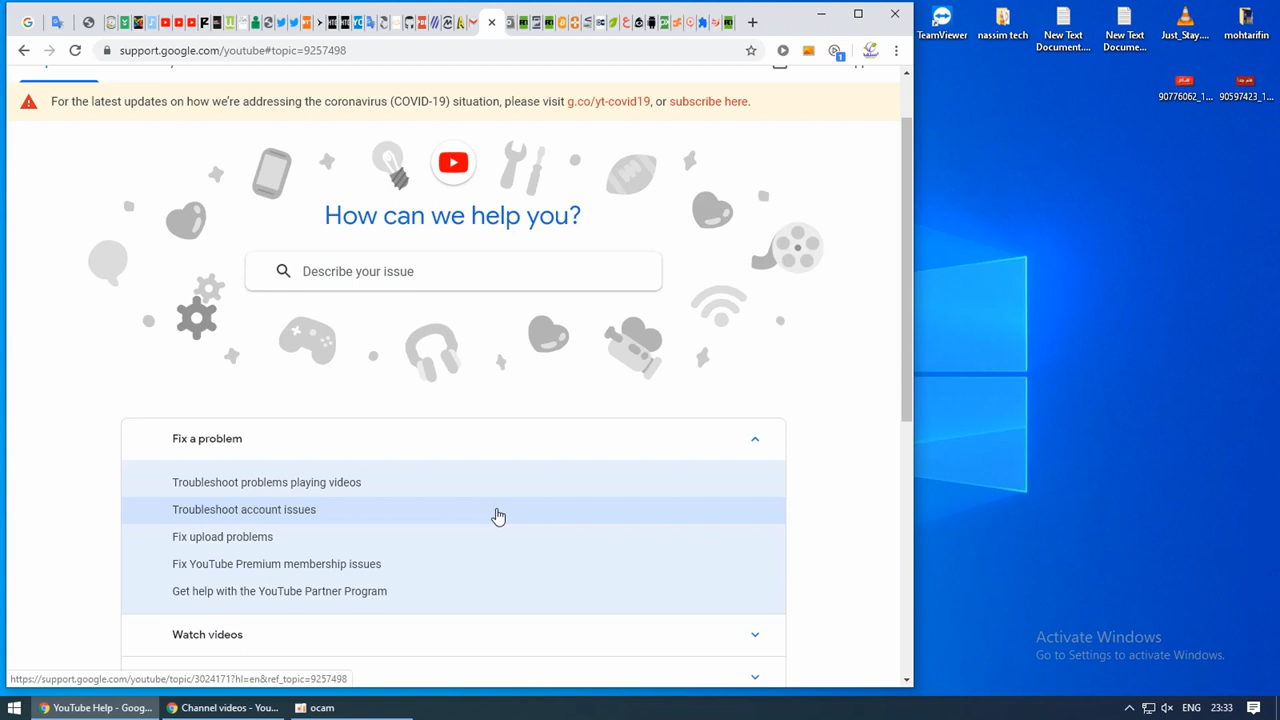 TeamViewer
nassim tech
New Text Document....
New Text Docume...
Just_Stay....
mohtarifin
support.google.com/youtube#topic=9257498
90776062_1...
90597423_1...
For the latest updates on how we're addressing the coronavirus (COVID-19) situation, please visit g.co/yt-covid19, or subscribe here.
How can we help you?
Describe your issue
Fix a problem
Troubleshoot problems playing videos
Troubleshoot account issues
Fix upload problems
Fix YouTube Premium membership issues
Get help with the YouTube Partner Program
Watch videos
Activate Windows
Go to Settings to activate Windows.
https://support.google.com/youtube/topic/3024171?hl=en&ref_topic=9257498
YouTube Help - Goog...
Channel videos - You...
ocam
ENG
23:33